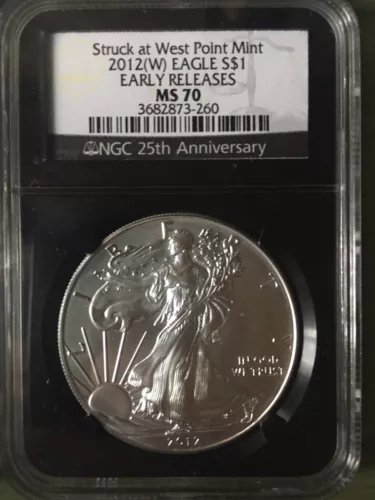 Struck at West Point Mint
2012(W) EAGLE S$1
EARLY RELEASES
MS 70
3682873-260
NGC 25th Anniversary
LIBERTY
IN GOD
WE TRUST
2012